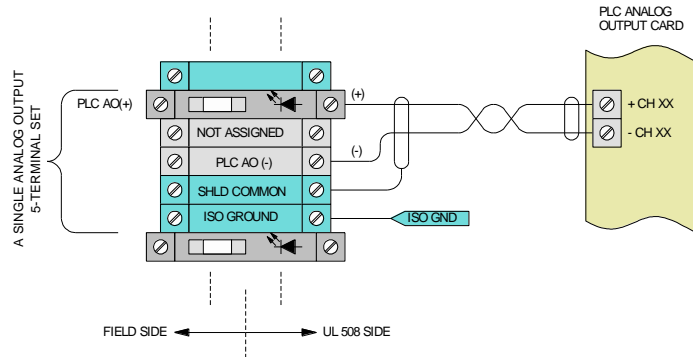 PLC ANALOG
OUTPUT CARD
A SINGLE ANALOG OUTPUT
5-TERMINAL SET
PLC AO(+)
(+)
+ CH XX
NOT ASSIGNED
- CH XX
PLC AO (-)
(-)
SHLD COMMON
ISO GROUND
ISO GND
FIELD SIDE
UL 508 SIDE